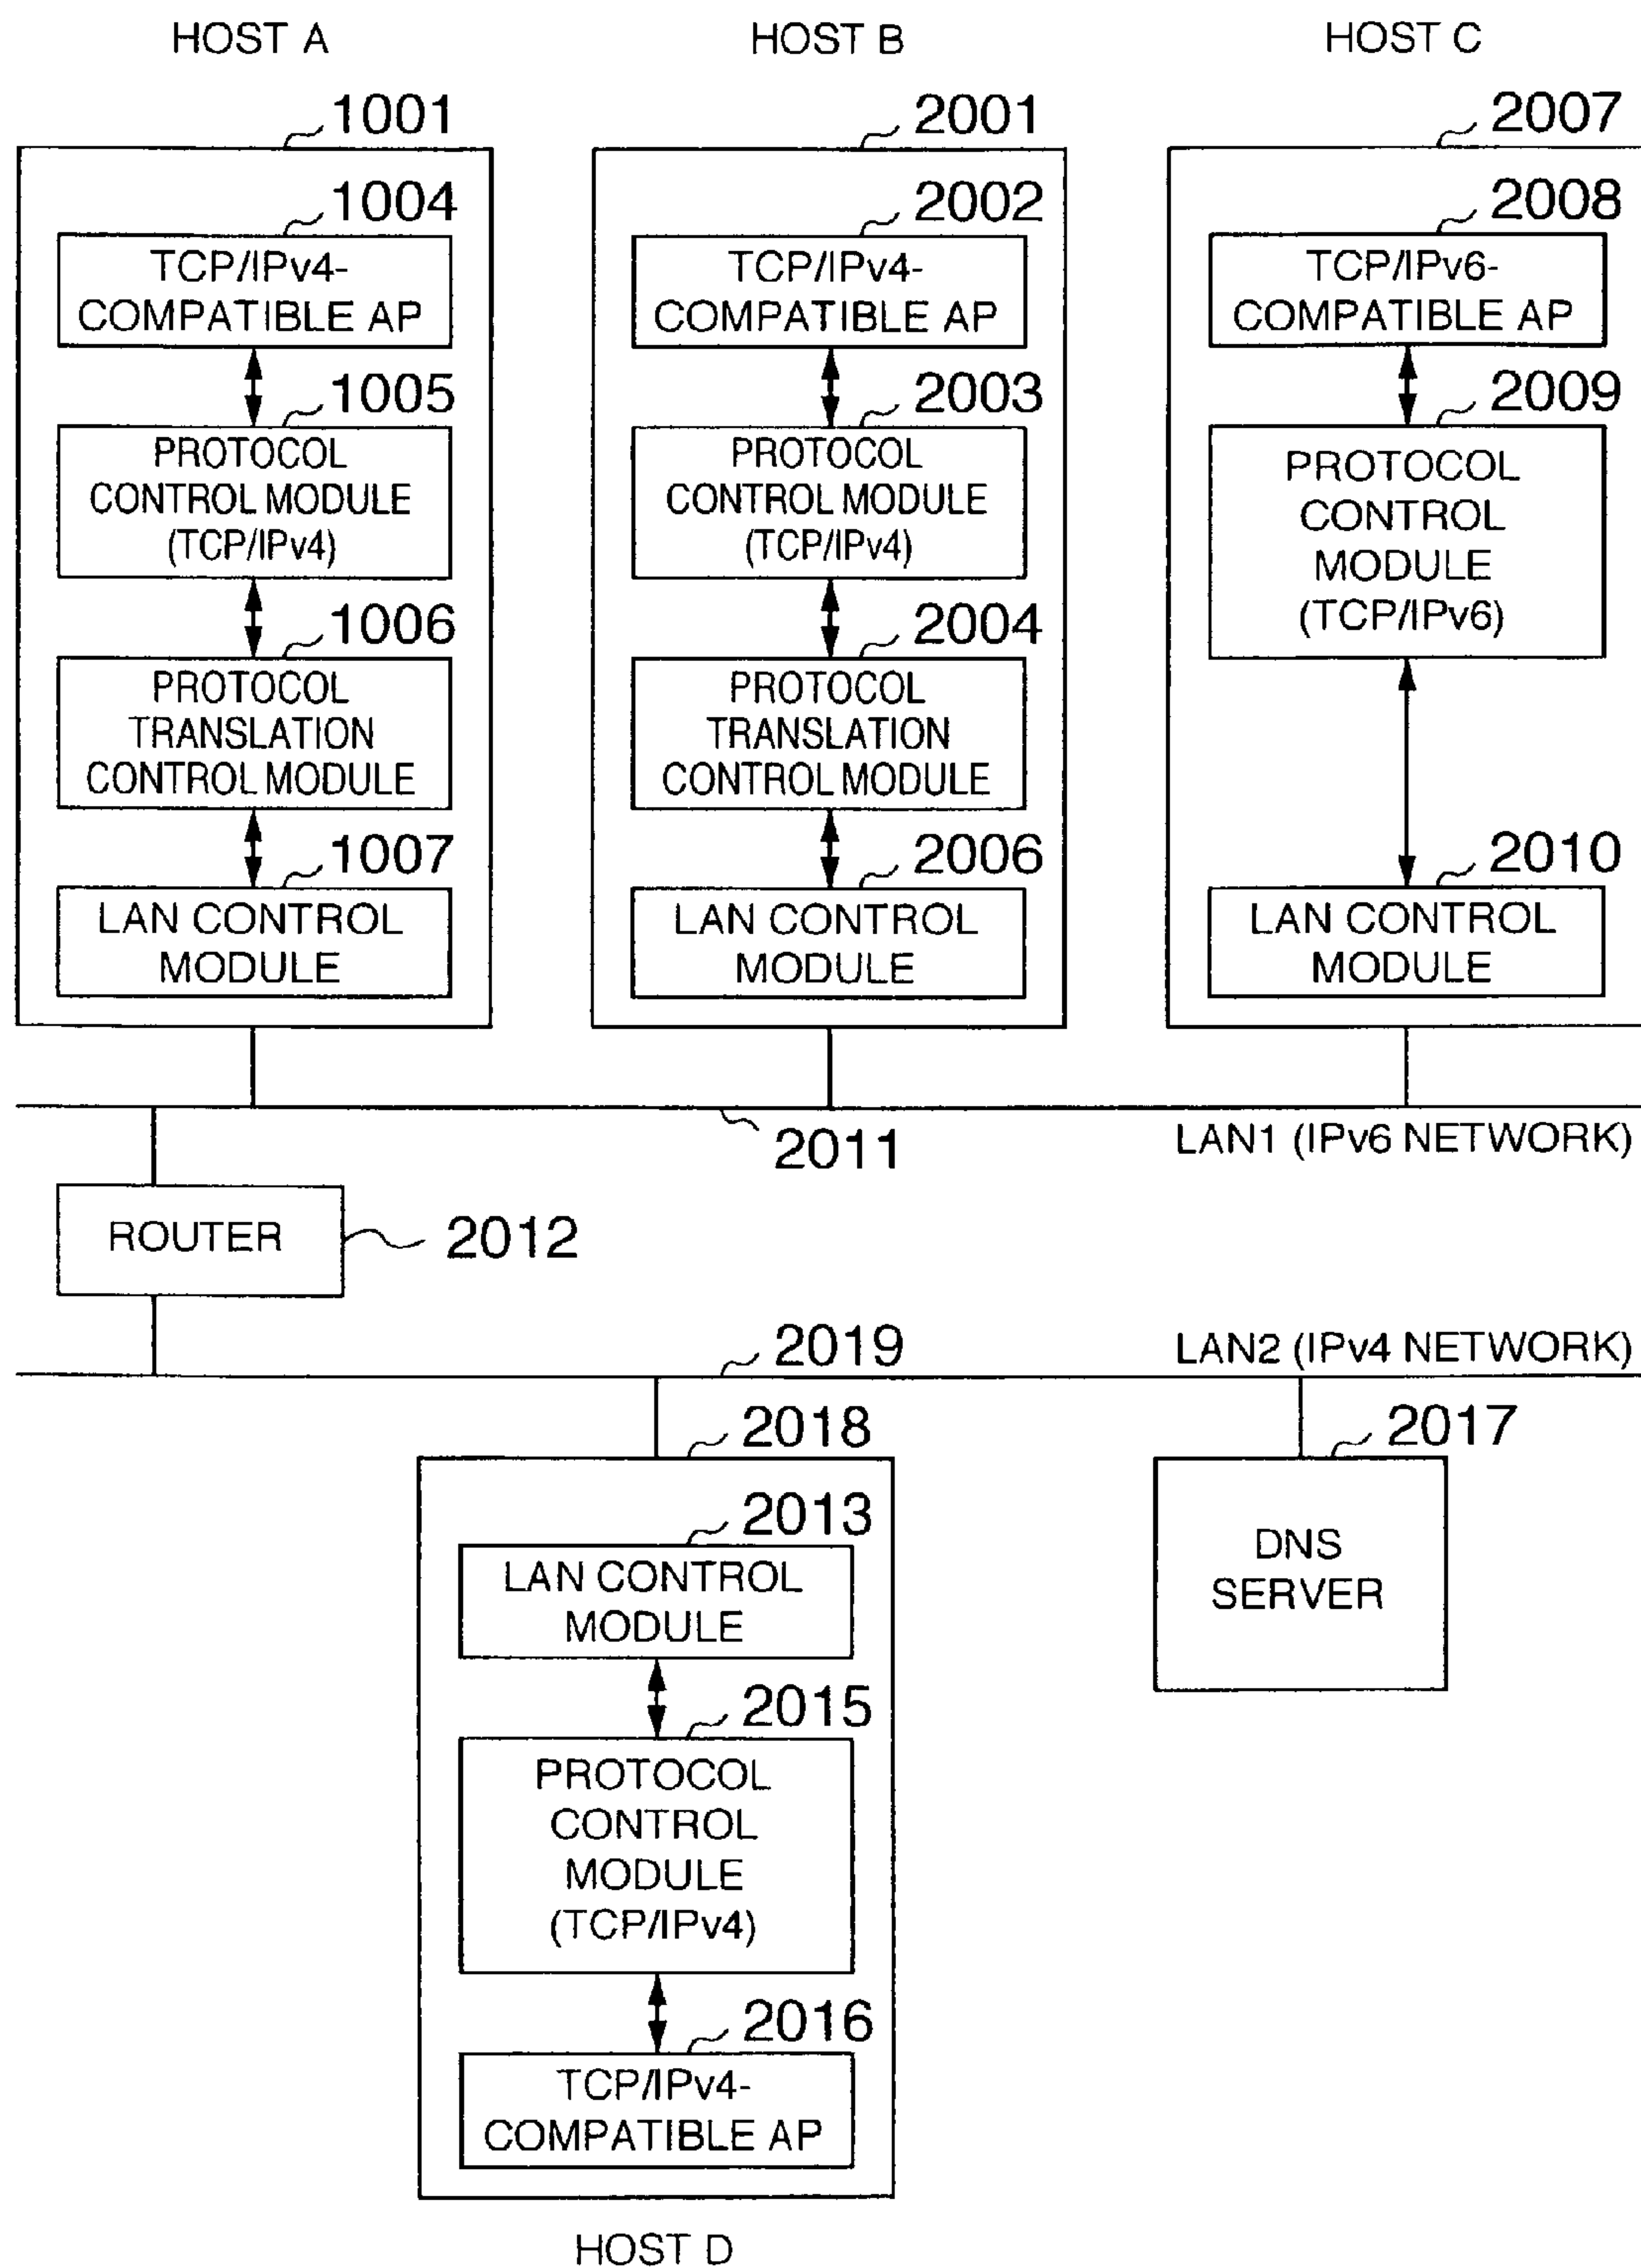 HOST A
HOST B
HOST C
1001
2001
2007
1004
2002
2008
TCP/IPv4-
COMPATIBLE AP
TCP/IPv4-
COMPATIBLE AP
TCP/IPv6-
COMPATIBLE AP
1005
2003
2009
PROTOCOL
CONTROL MODULE
(TCP/IPv4)
PROTOCOL
CONTROL MODULE
(TCP/IPv4)
PROTOCOL
CONTROL
MODULE
(TCP/IPv6)
1006
2004
PROTOCOL
TRANSLATION
CONTROL MODULE
PROTOCOL
TRANSLATION
CONTROL MODULE
1007
2006
2010
LAN CONTROL
MODULE
LAN CONTROL
MODULE
LAN CONTROL
MODULE
2011
LAN1 (IPv6 NETWORK)
ROUTER
2012
2019
LAN2 (IPv4 NETWORK)
2018
2017
2013
LAN CONTROL
MODULE
DNS
SERVER
2015
PROTOCOL
CONTROL
MODULE
(TCP/IPv4)
2016
TCP/IPv4-
COMPATIBLE AP
HOST D